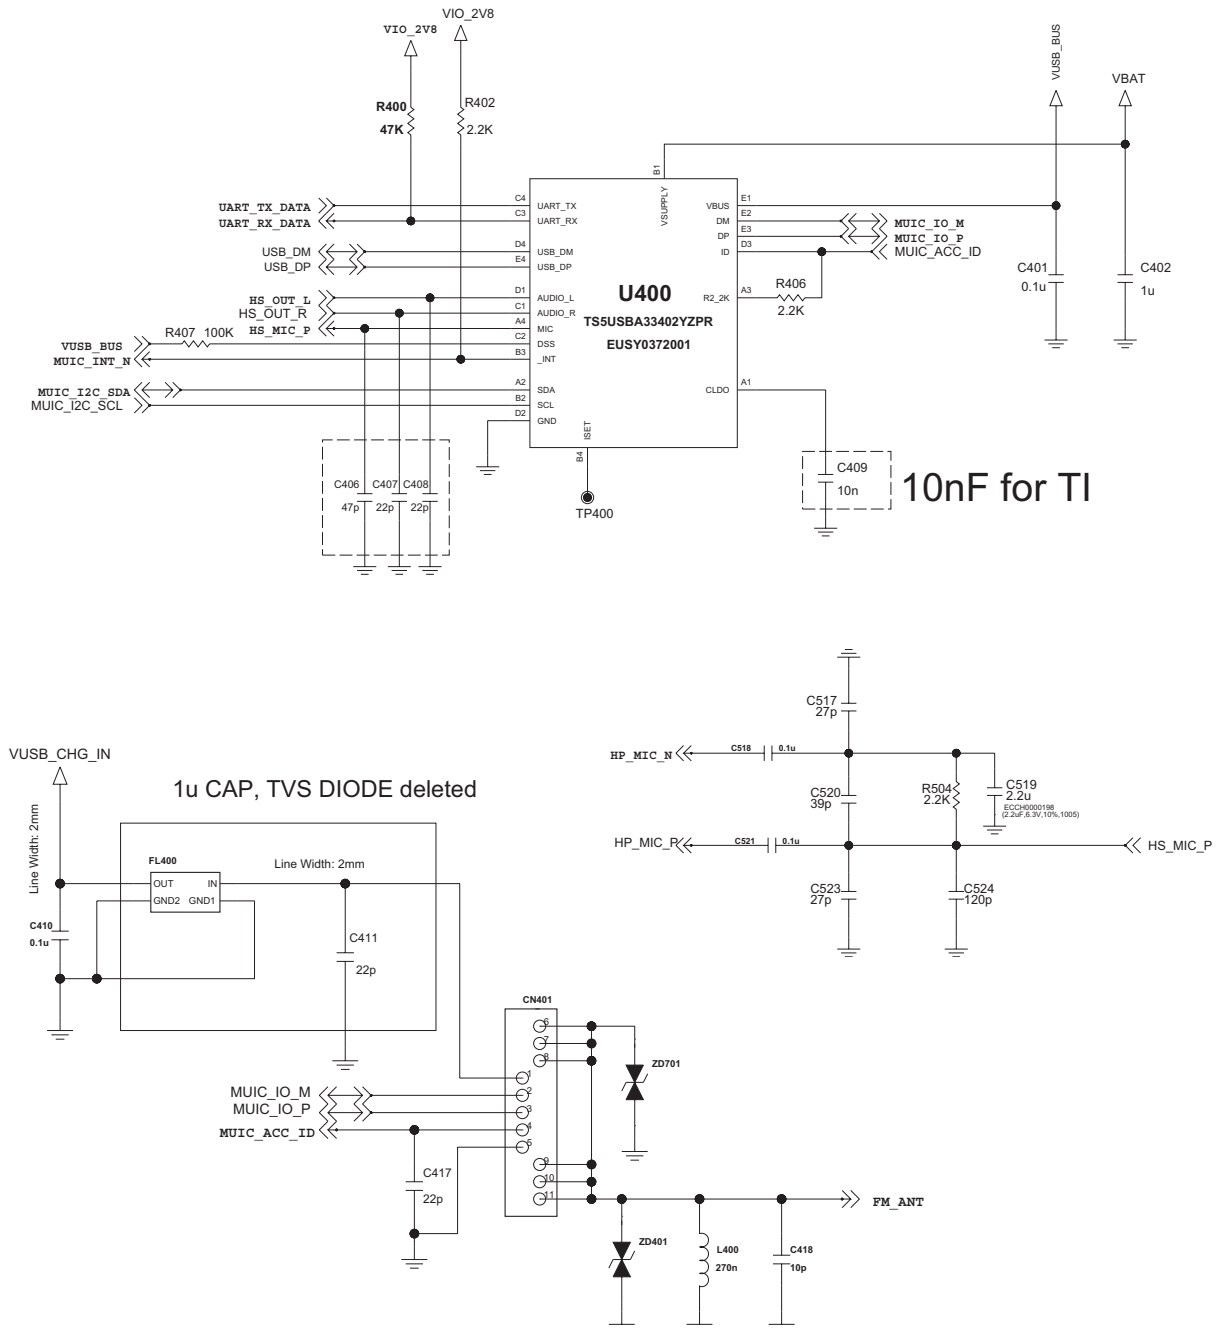 VIO_2V8
VIO_2V8
VUSB_BUS
VBAT
R400
47K
R402
2.2K
B1
VSUPPLY
UART_TX_DATA
C4
UART_TX
UART_RX_DATA
C3
UART_RX
USB_DM
D4
USB_DM
USB_DP
E4
USB_DP
HS_OUT_L
D1
AUDIO_L
HS_OUT_R
C1
AUDIO_R
HS_MIC_P
A4
MIC
R407 100K
VUSB_BUS
C2
DSS
MUIC_INT_N
B3
_INT
MUIC_I2C_SDA
A2
SDA
MUIC_I2C_SCL
B2
SCL
D2
GND
U400
TS5USBA33402YZPR
EUSY0372001
VBUS
E1
DM
E2
MUIC_IO_M
DP
E3
MUIC_IO_P
ID
D3
MUIC_ACC_ID
R2_2K
A3
R406
2.2K
CLDO
A1
ISET
B4
TP400
C401
0.1u
C402
1u
C406
47p
C407
22p
C408
22p
C409
10n
10nF for TI
VUSB_CHG_IN
1u CAP, TVS DIODE deleted
Line Width: 2mm
FL400
OUT
IN
GND2
GND1
Line Width: 2mm
C410
0.1u
C411
22p
C517
27p
HP_MIC_N
C518
0.1u
C520
39p
R504
2.2K
C519
2.2u
ECCH0000198
(2.2uF,6.3V,10%,1005)
HP_MIC_P
C521
0.1u
HS_MIC_P
C523
27p
C524
120p
CN401
6
7
8
1
2
3
4
5
9
10
11
MUIC_IO_M
MUIC_IO_P
MUIC_ACC_ID
C417
22p
ZD701
ZD401
L400
270n
C418
10p
FM_ANT